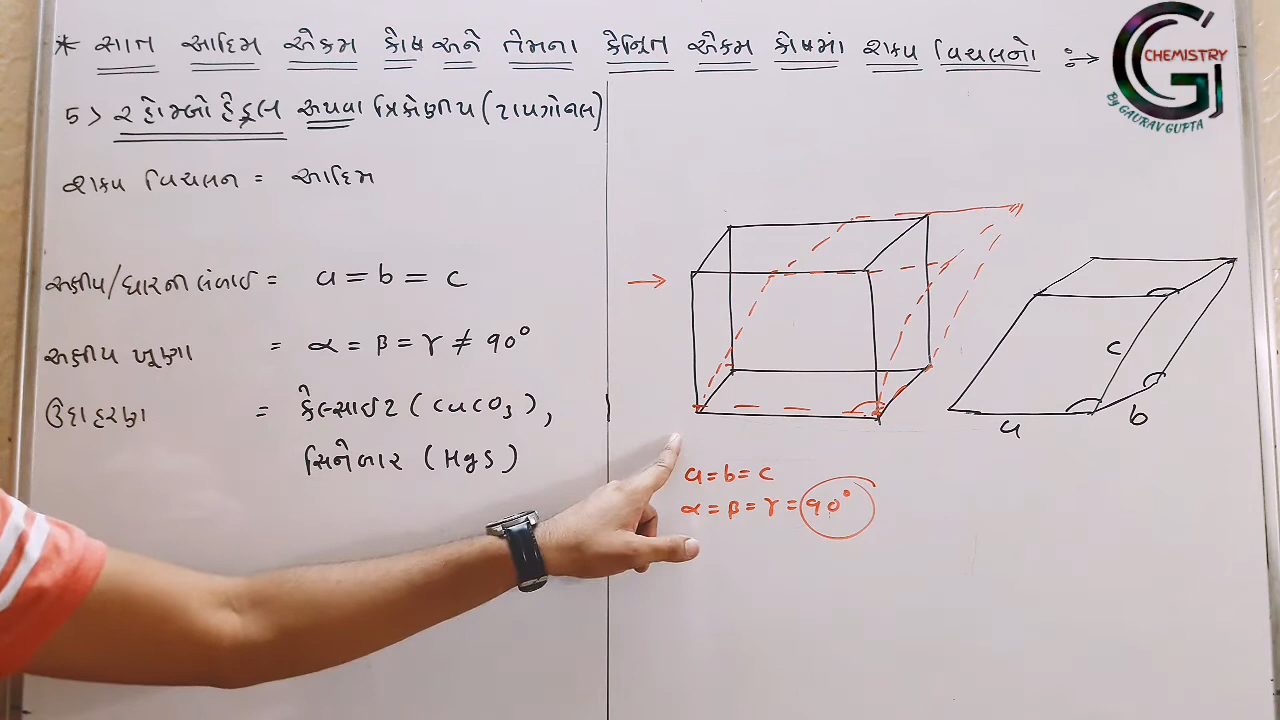 * સાત આદિમ એકમ કોષ અને તેમના કેન્દ્રિત એકમ કોષમાં શક્ય વિચલનો :→
5> રહોમ્બોહેડ્રલ અથવા ત્રિકોણીય (ટ્રાયગોનલ)
શક્ય વિચલન = આદિમ
અક્ષીય/ધારની લંબાઈ = a = b = c
અક્ષીય ખૂણા = α = β = γ ≠ 90°
ઉદાહરણ = કેલ્સાઈટ (CaCO3),
સિનેબાર (HgS)
a = b = c
α = β = γ = 90°
c
a
b
CHEMISTRY
G
By GAURAV GUPTA